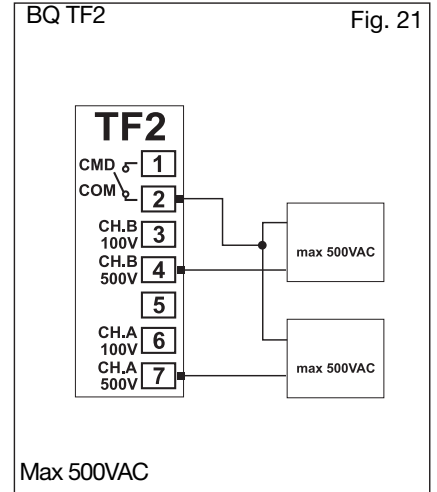 BQ TF2
Fig. 21
TF2
CMD 1
COM 2
CH.B
100V 3
CH.B
500V 4
5
CH.A
100V 6
CH.A
500V 7
max 500VAC
max 500VAC
Max 500VAC